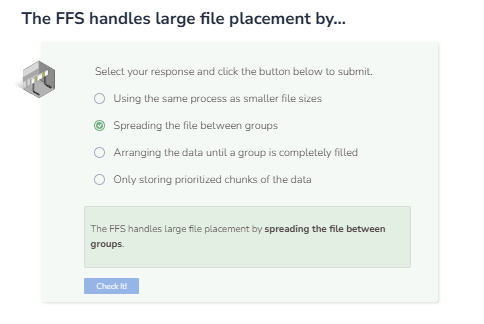 The FFS handles large file placement by...
Select your response and click the button below to submit.
Using the same process as smaller file sizes
Spreading the file between groups
Arranging the data until a group is completely filled
Only storing prioritized chunks of the data
The FFS handles large file placement by spreading the file between
groups.
Check It!